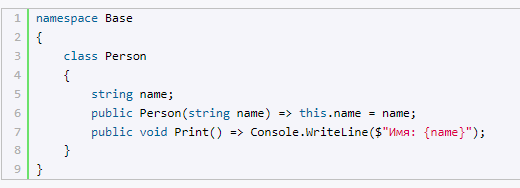 1 namespace Base
2 {
3     class Person
4     {
5         string name;
6         public Person(string name) => this.name = name;
7         public void Print() => Console.WriteLine($"Имя: {name}");
8     }
9 }